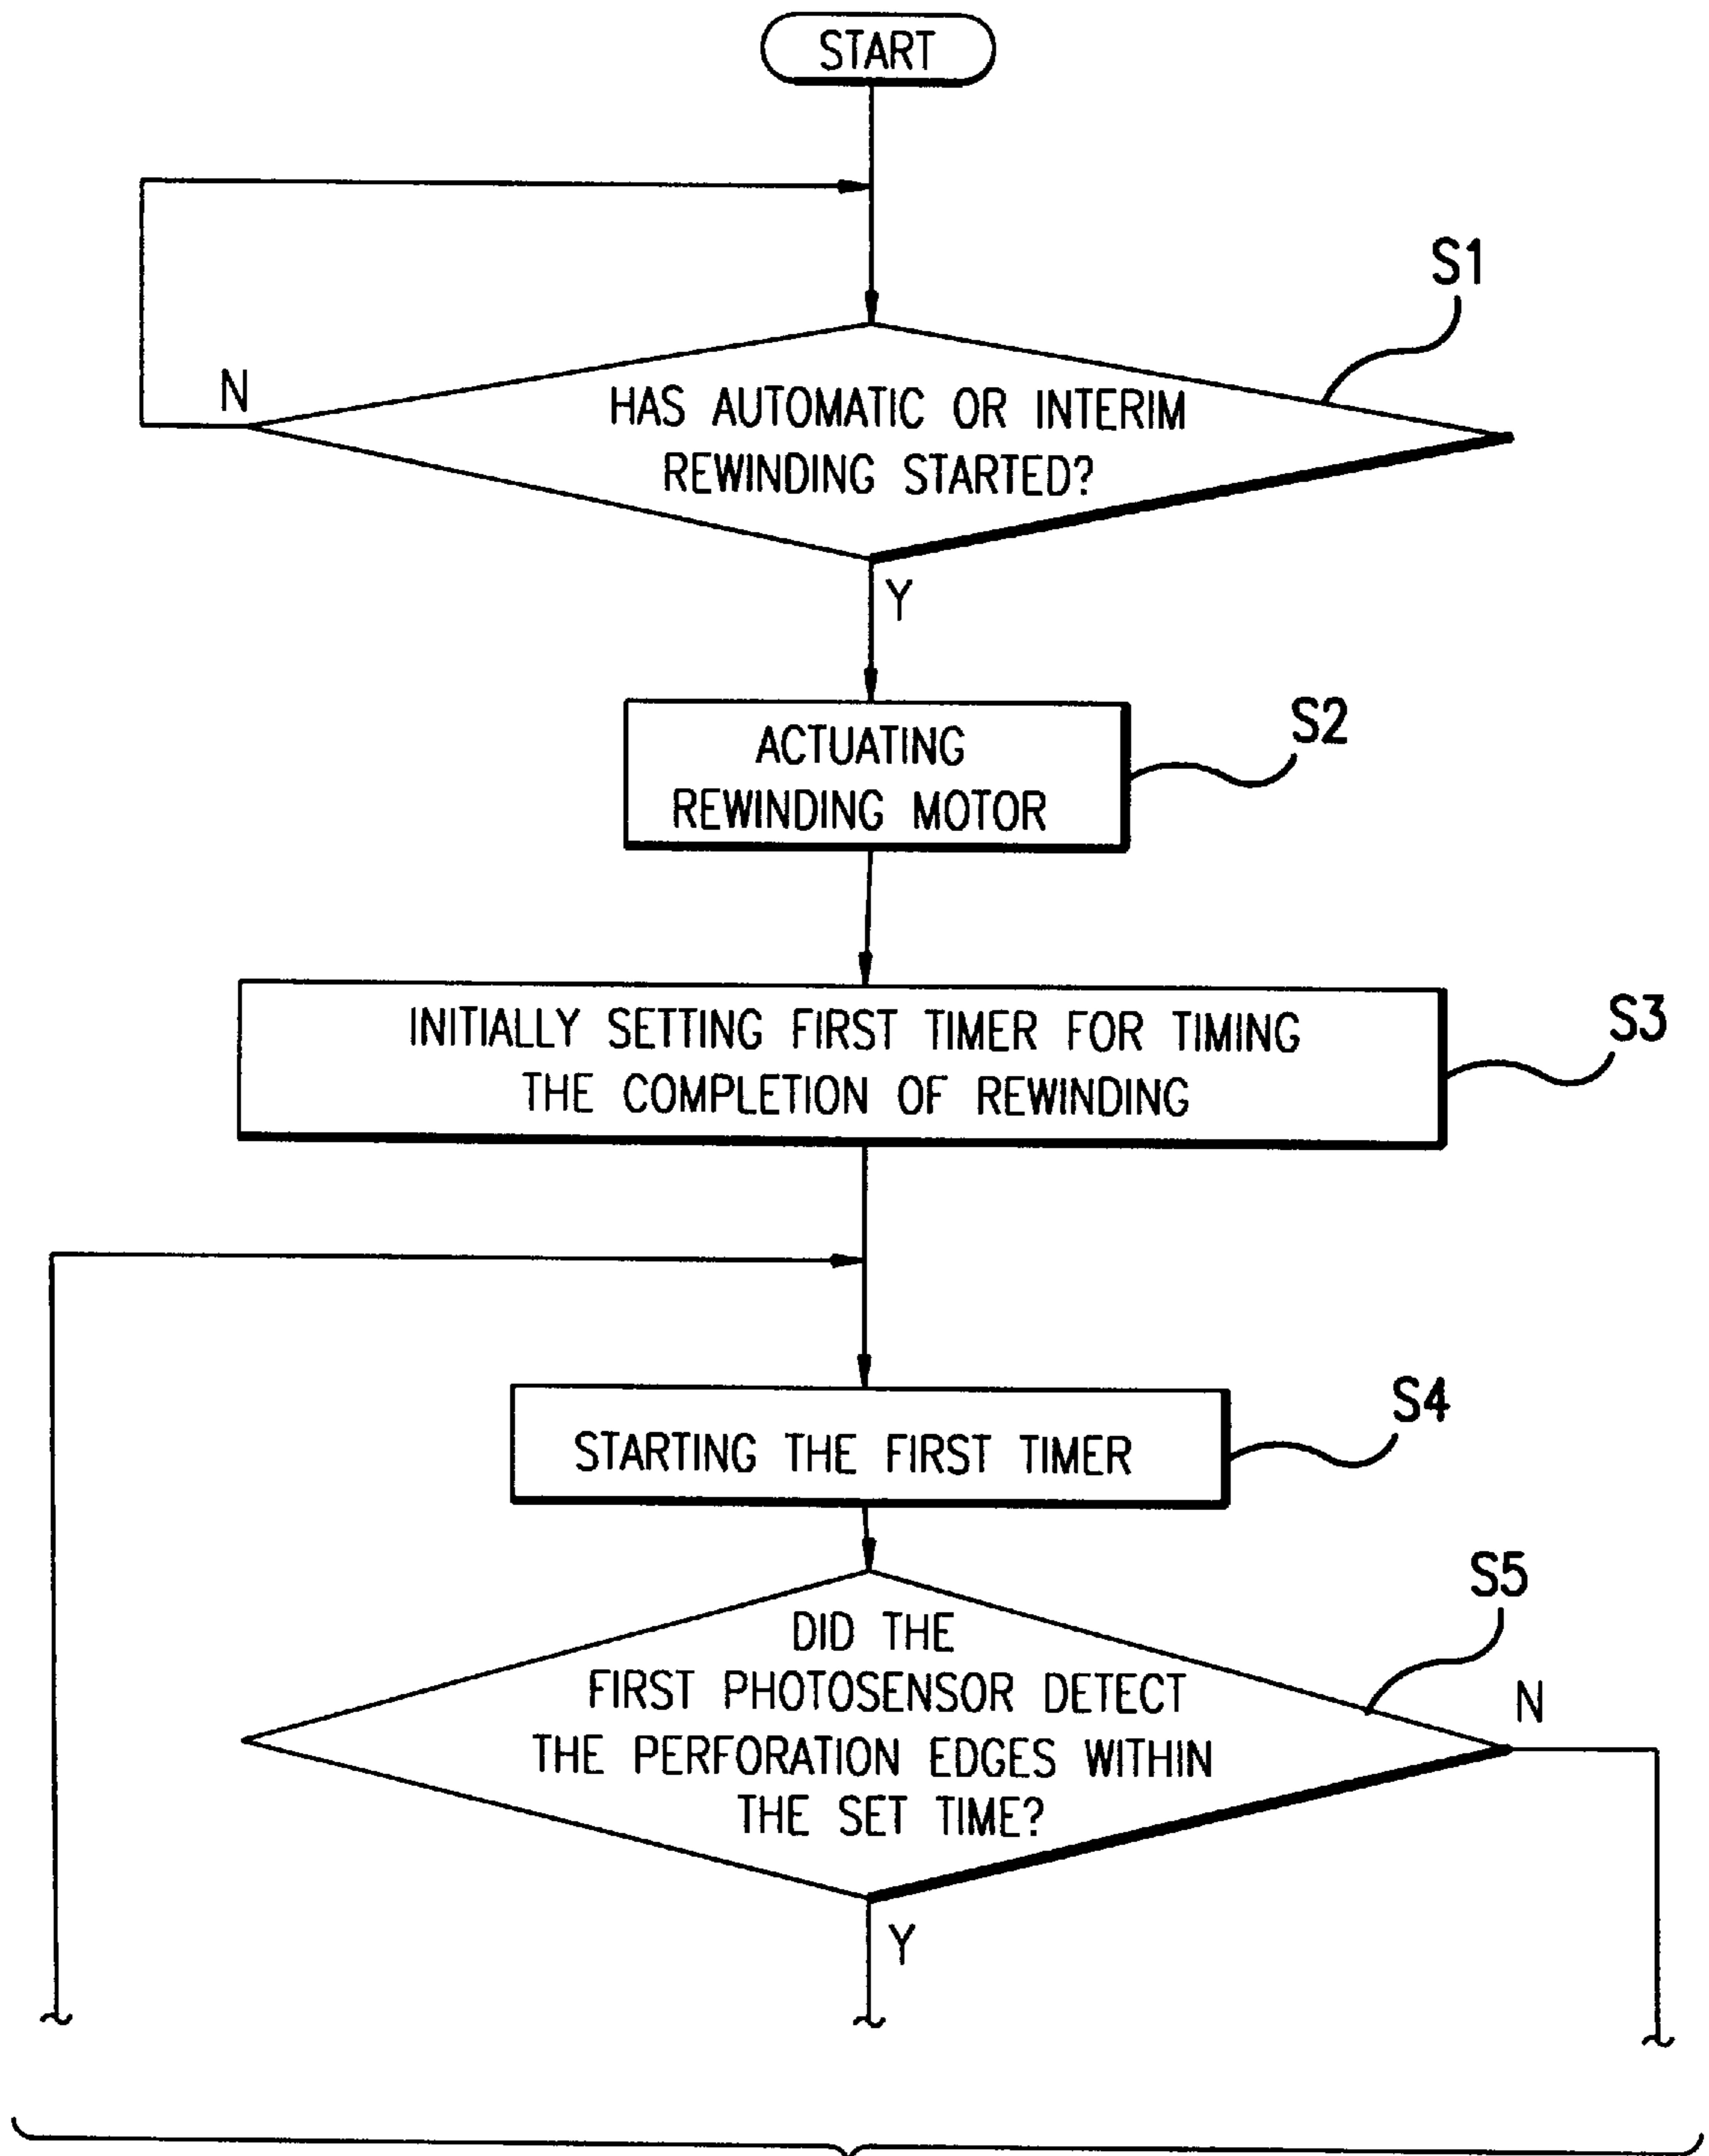 START
S1
N
HAS AUTOMATIC OR INTERIM
REWINDING STARTED?
Y
S2
ACTUATING
REWINDING MOTOR
S3
INITIALLY SETTING FIRST TIMER FOR TIMING
THE COMPLETION OF REWINDING
S4
STARTING THE FIRST TIMER
S5
DID THE
FIRST PHOTOSENSOR DETECT
THE PERFORATION EDGES WITHIN
THE SET TIME?
N
Y